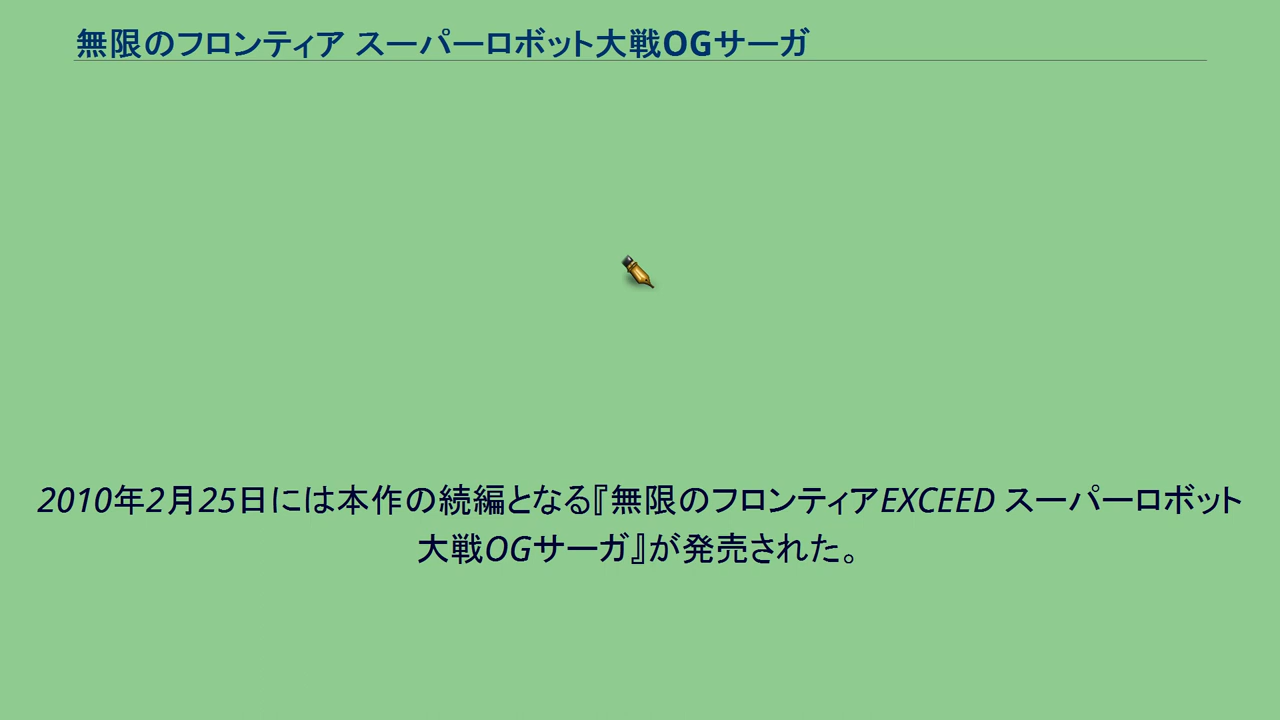 無限のフロンティア スーパーロボット大戦OGサーガ
2010年2月25日には本作の続編となる『無限のフロンティアEXCEED スーパーロボット
大戦OGサーガ』が発売された。